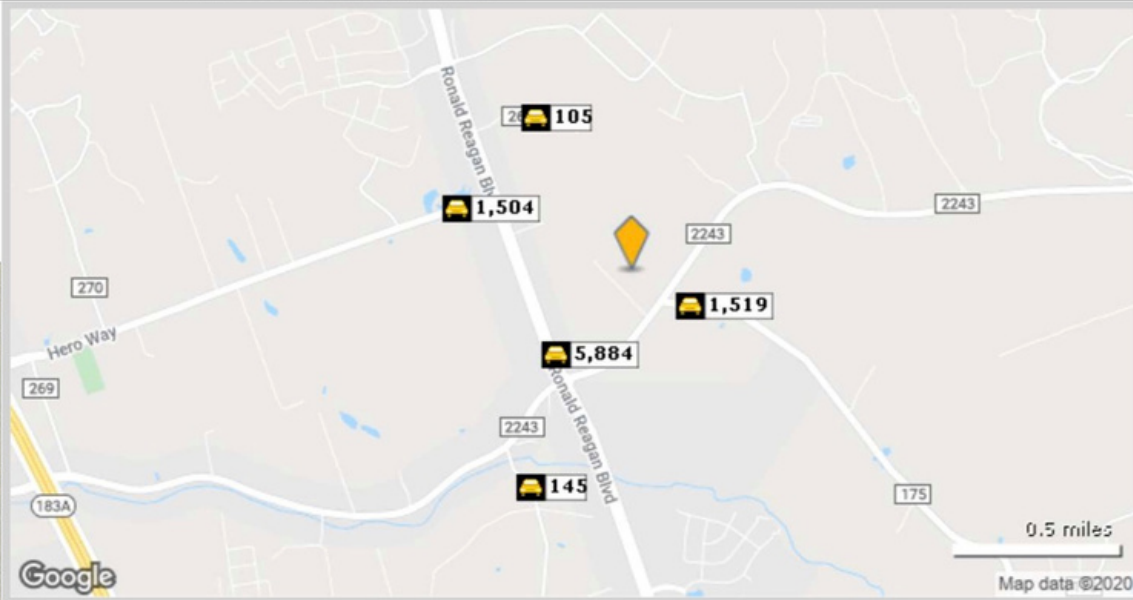 Ronald Reagan Blv
105
1,504
2243
2243
270
1,519
Hero Way
5,884
269
Ronald Reagan Blvd
2243
145
175
183A
0.5 miles
Google
Map data ©2020